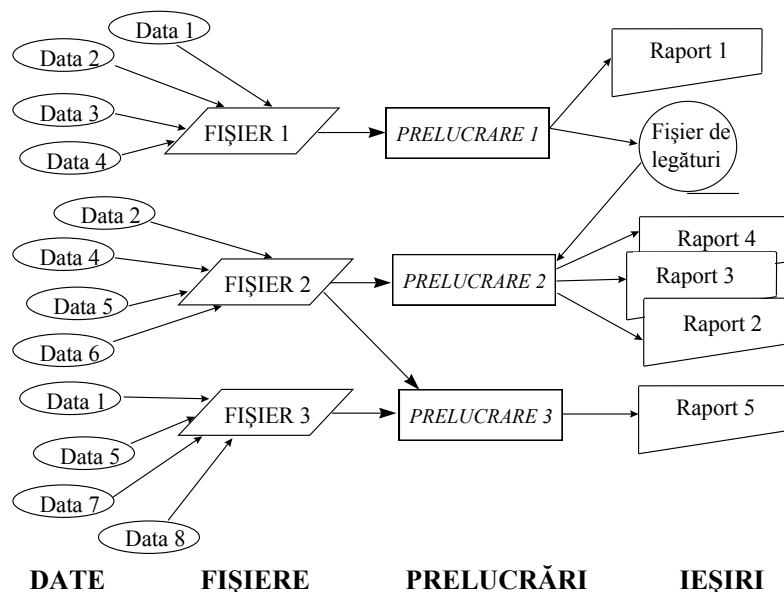 Data 1
Data 2
Data 3
Data 4
FIŞIER 1
PRELUCRARE 1
Raport 1
Fişier de
legături
Data 2
Data 4
Data 5
Data 6
FIŞIER 2
PRELUCRARE 2
Raport 4
Raport 3
Raport 2
Data 1
Data 5
Data 7
Data 8
FIŞIER 3
PRELUCRARE 3
Raport 5
DATE FIŞIERE PRELUCRĂRI IEŞIRI